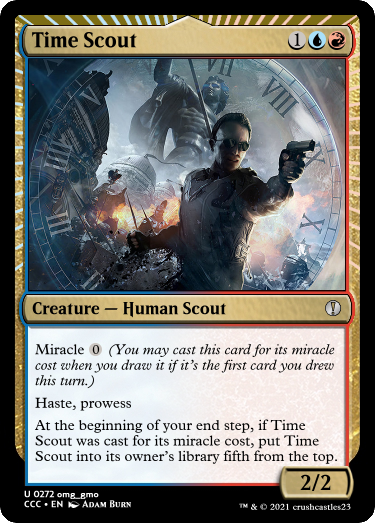 Time Scout 1
VIII
X
Creature — Human Scout
Miracle 0 (You may cast this card for its miracle
cost when you draw it if it's the first card you drew
this turn.)
Haste, prowess
At the beginning of your end step, if Time
Scout was cast for its miracle cost, put Time
Scout into its owner's library fifth from the top.
2/2
U 0272 omg_gmo
CCC • EN Adam Burn
™ & © 2021 crushcastles23